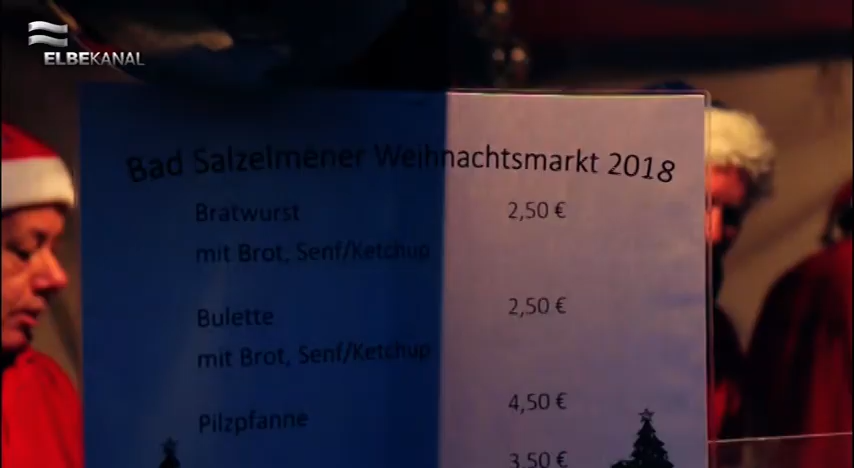 ELBEKANAL
Bad Salzelmener Weihnachtsmarkt 2018
Bratwurst 2,50 €
mit Brot, Senf/Ketchup
Bulette 2,50 €
mit Brot, Senf/Ketchup
Pilzpfanne 4,50 €
3,50 €